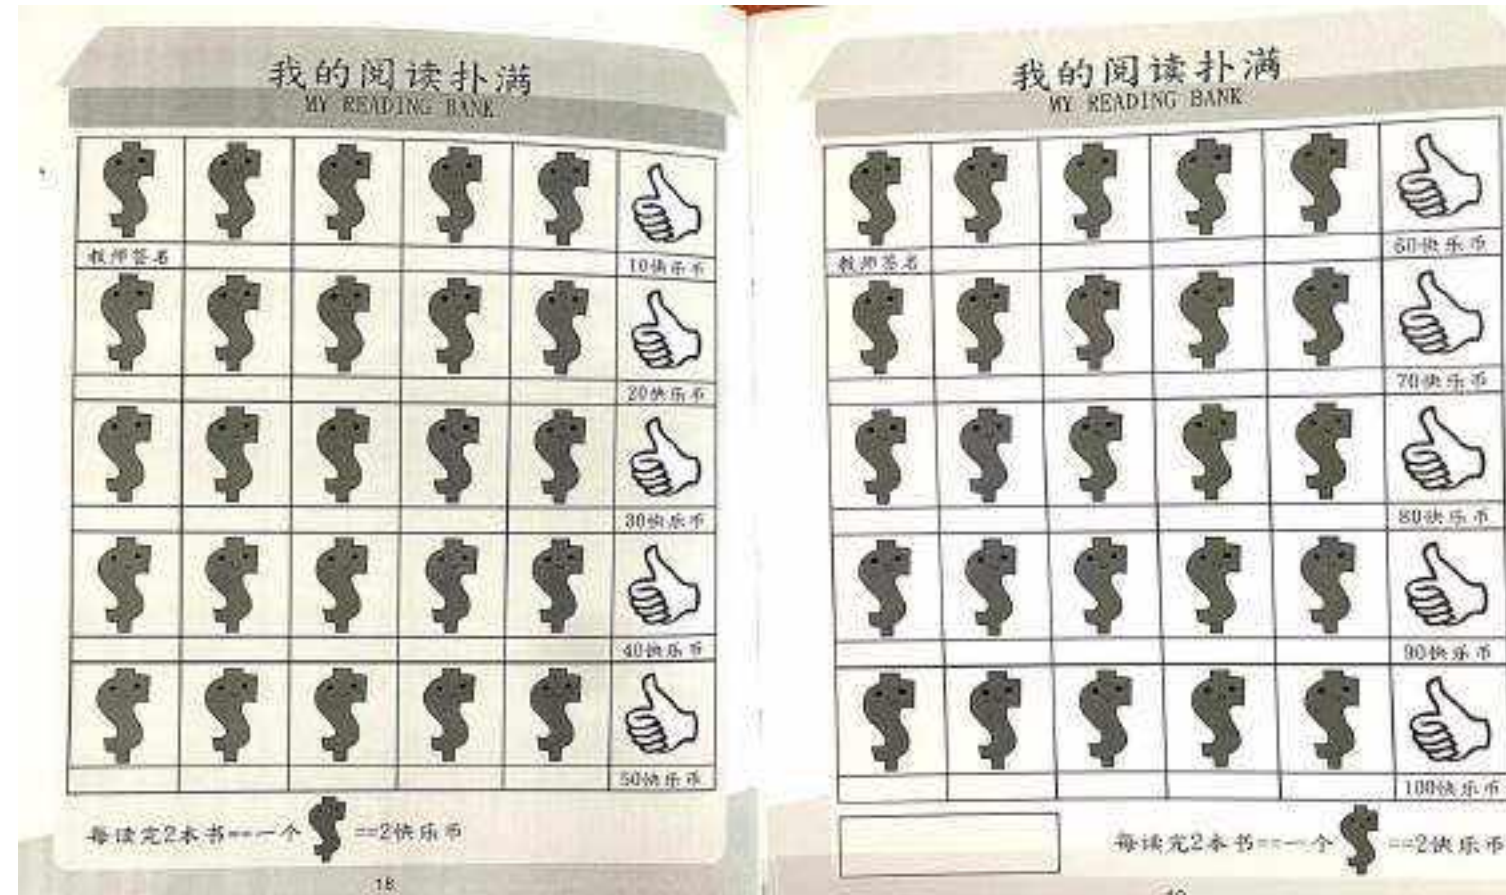 我的阅读扑满
MY READING BANK
教师签名
10快乐币
20快乐币
30快乐币
40快乐币
50快乐币
每读完2本书==一个
==2快乐币
18
我的阅读扑满
MY READING BANK
教师签名
60快乐币
70快乐币
80快乐币
90快乐币
100快乐币
每读完2本书==一个
==2快乐币